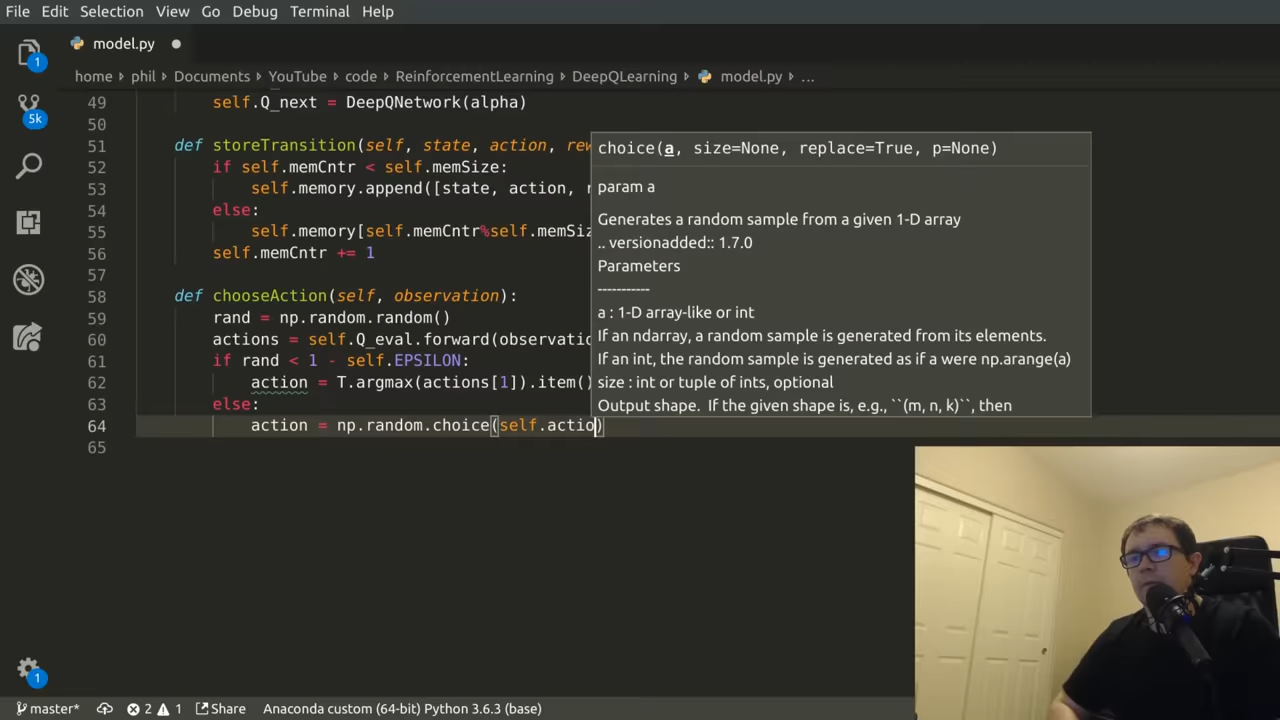 File Edit Selection View Go Debug Terminal Help
model.py
home phil Documents YouTube code ReinforcementLearning DeepQLearning model.py ...
1
5k
49 self.Q_next = DeepQNetwork(alpha)
50
51 def storeTransition(self, state, action, rew
52 if self.memCntr < self.memSize:
53 self.memory.append([state, action, r
54 else:
55 self.memory[self.memCntr%self.memSiz
56 self.memCntr += 1
57
58 def chooseAction(self, observation):
59 rand = np.random.random()
60 actions = self.Q_eval.forward(observatio
61 if rand < 1 - self.EPSILON:
62 action = T.argmax(actions[1]).item()
63 else:
64 action = np.random.choice(self.actio)
65
choice(a, size=None, replace=True, p=None)
param a
Generates a random sample from a given 1-D array
.. versionadded:: 1.7.0
Parameters
-----------
a : 1-D array-like or int
If an ndarray, a random sample is generated from its elements.
If an int, the random sample is generated as if a were np.arange(a)
size : int or tuple of ints, optional
Output shape. If the given shape is, e.g., ``(m, n, k)``, then
1
master* 2 1 Share Anaconda custom (64-bit) Python 3.6.3 (base)